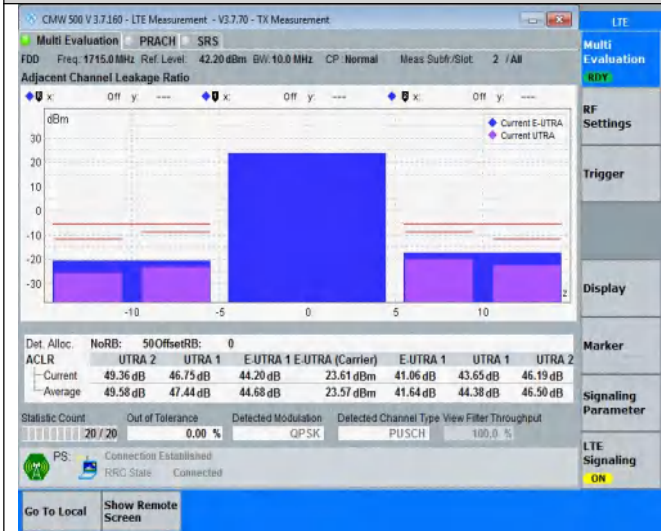 CMW 500 V 3.7.160 - LTE Measurement - V3.7.70 - TX Measurement
LTE
Multi Evaluation PRACH SRS
FDD Freq.: 1715.0 MHz Ref. Level: 42.20 dBm BW: 10.0 MHz CP: Normal Meas Subfr./Slot: 2 / All
Adjacent Channel Leakage Ratio
x: Off y: --- x: Off y: --- x: Off y: ---
dBm
Current E-UTRA
Current UTRA
30
20
10
0
-10
-20
-30
z
-10 -5 0 5 10
Det. Alloc. NoRB: 50 OffsetRB: 0
ACLR UTRA 2 UTRA 1 E-UTRA 1 E-UTRA (Carrier) E-UTRA 1 UTRA 1 UTRA 2
Current 49.36 dB 46.75 dB 44.20 dB 23.61 dBm 41.06 dB 43.65 dB 46.19 dB
Average 49.58 dB 47.44 dB 44.68 dB 23.57 dBm 41.64 dB 44.38 dB 46.50 dB
Statistic Count Out of Tolerance Detected Modulation Detected Channel Type View Filter Throughput
20 / 20 0.00 % QPSK PUSCH 100.0 %
PS: Connection Established
RRC State Connected
Multi
Evaluation
RDY
RF
Settings
Trigger
Display
Marker
Signaling
Parameter
LTE
Signaling
ON
Go To Local
Show Remote
Screen